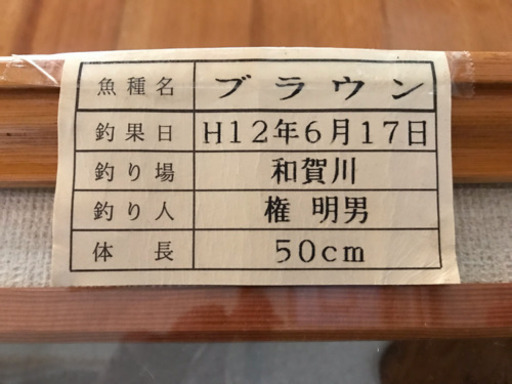 魚種名 ブラウン
釣果日 H12年6月17日
釣り場 和賀川
釣り人 権 明男
体長 50cm